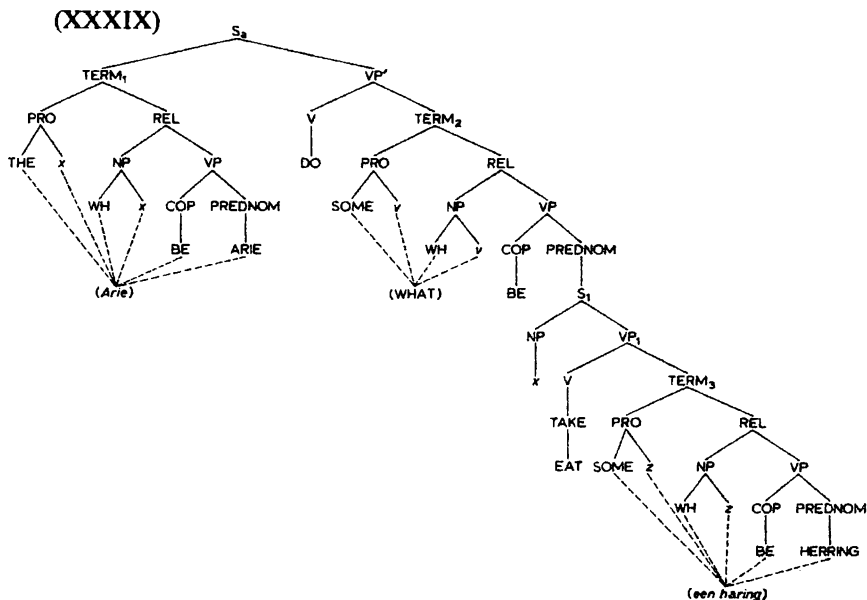 (XXXIX)
Sa
TERM1 VP'
PRO REL V TERM2
THE x NP VP DO PRO REL
WH x COP PREDNOM SOME v NP VP
BE ARIE WH v COP PREDNOM
(Arie) (WHAT) BE S1
NP VP1
x V TERM3
TAKE PRO REL
EAT SOME z NP VP
WH z COP PREDNOM
BE HERRING
(een haring)